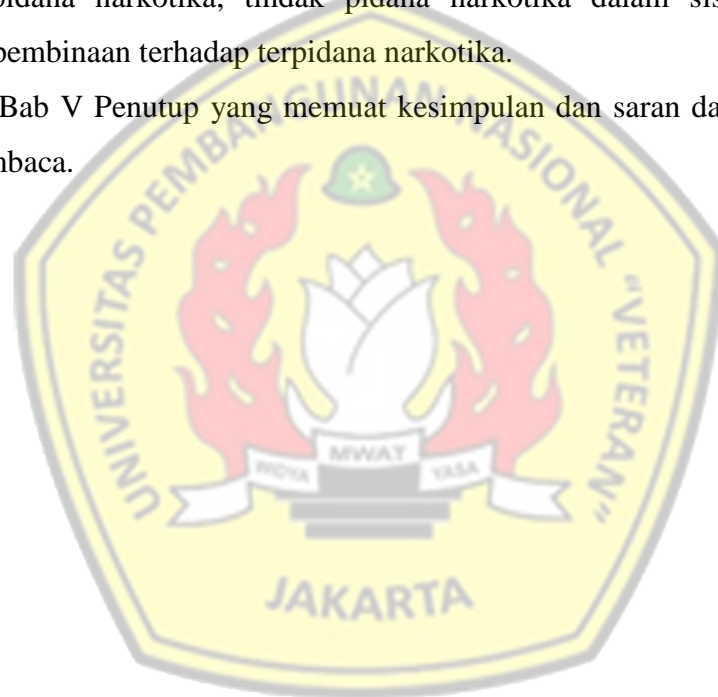 pidana narkotika, tindak pidana narkotika dalam sis
pembinaan terhadap terpidana narkotika.
Bab V Penutup yang memuat kesimpulan dan saran da
mbaca.
UNIVERSITAS PEMBANGUNAN NASIONAL "VETERAN"
WIDYA MWAT YASA
JAKARTA